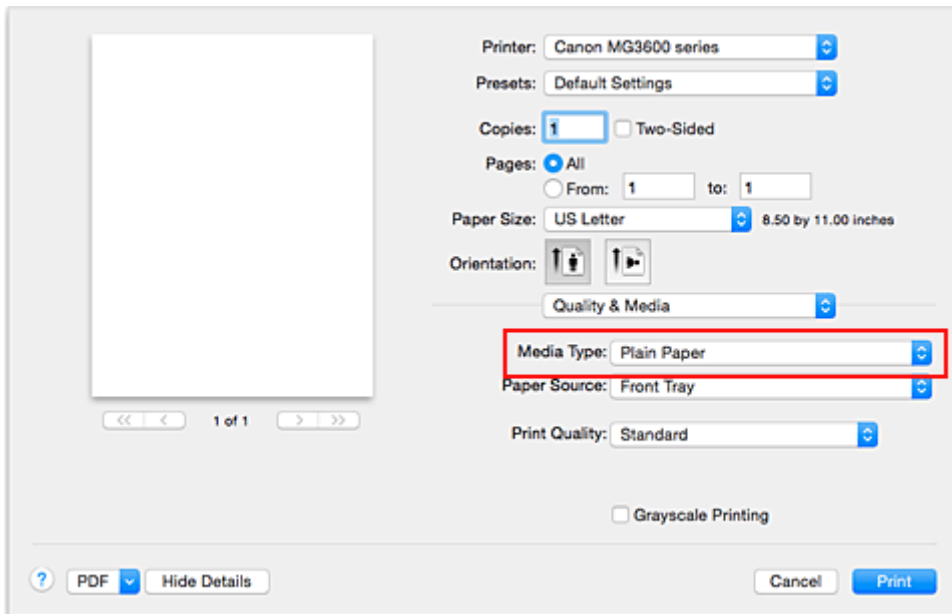 Printer: Canon MG3600 series
Presets: Default Settings
Copies: 1 Two-Sided
Pages: All
From: 1 to: 1
Paper Size: US Letter 8.50 by 11.00 inches
Orientation:
Quality & Media
Media Type: Plain Paper
Paper Source: Front Tray
1 of 1
Print Quality: Standard
Grayscale Printing
? PDF Hide Details Cancel Print